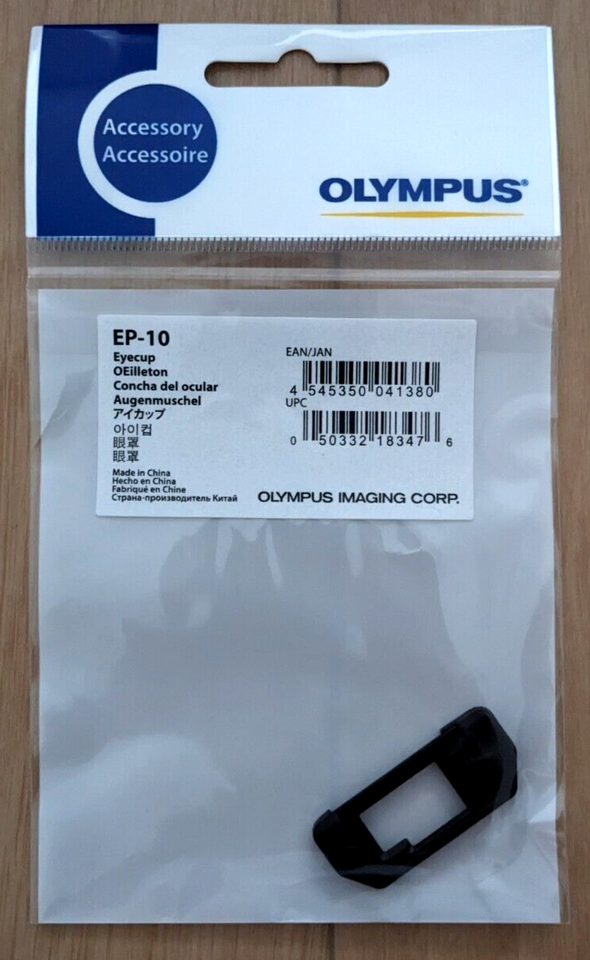 Accessory
Accessoire
OLYMPUS®
EP-10
Eyecup
OEilleton
Concha del ocular
Augenmuschel
アイカップ
아이컵
眼罩
眼罩
Made in China
Hecho en China
Fabriqué en Chine
Страна-производитель Китай
EAN/JAN
4 545350 041380
UPC
0 50332 18347 6
OLYMPUS IMAGING CORP.